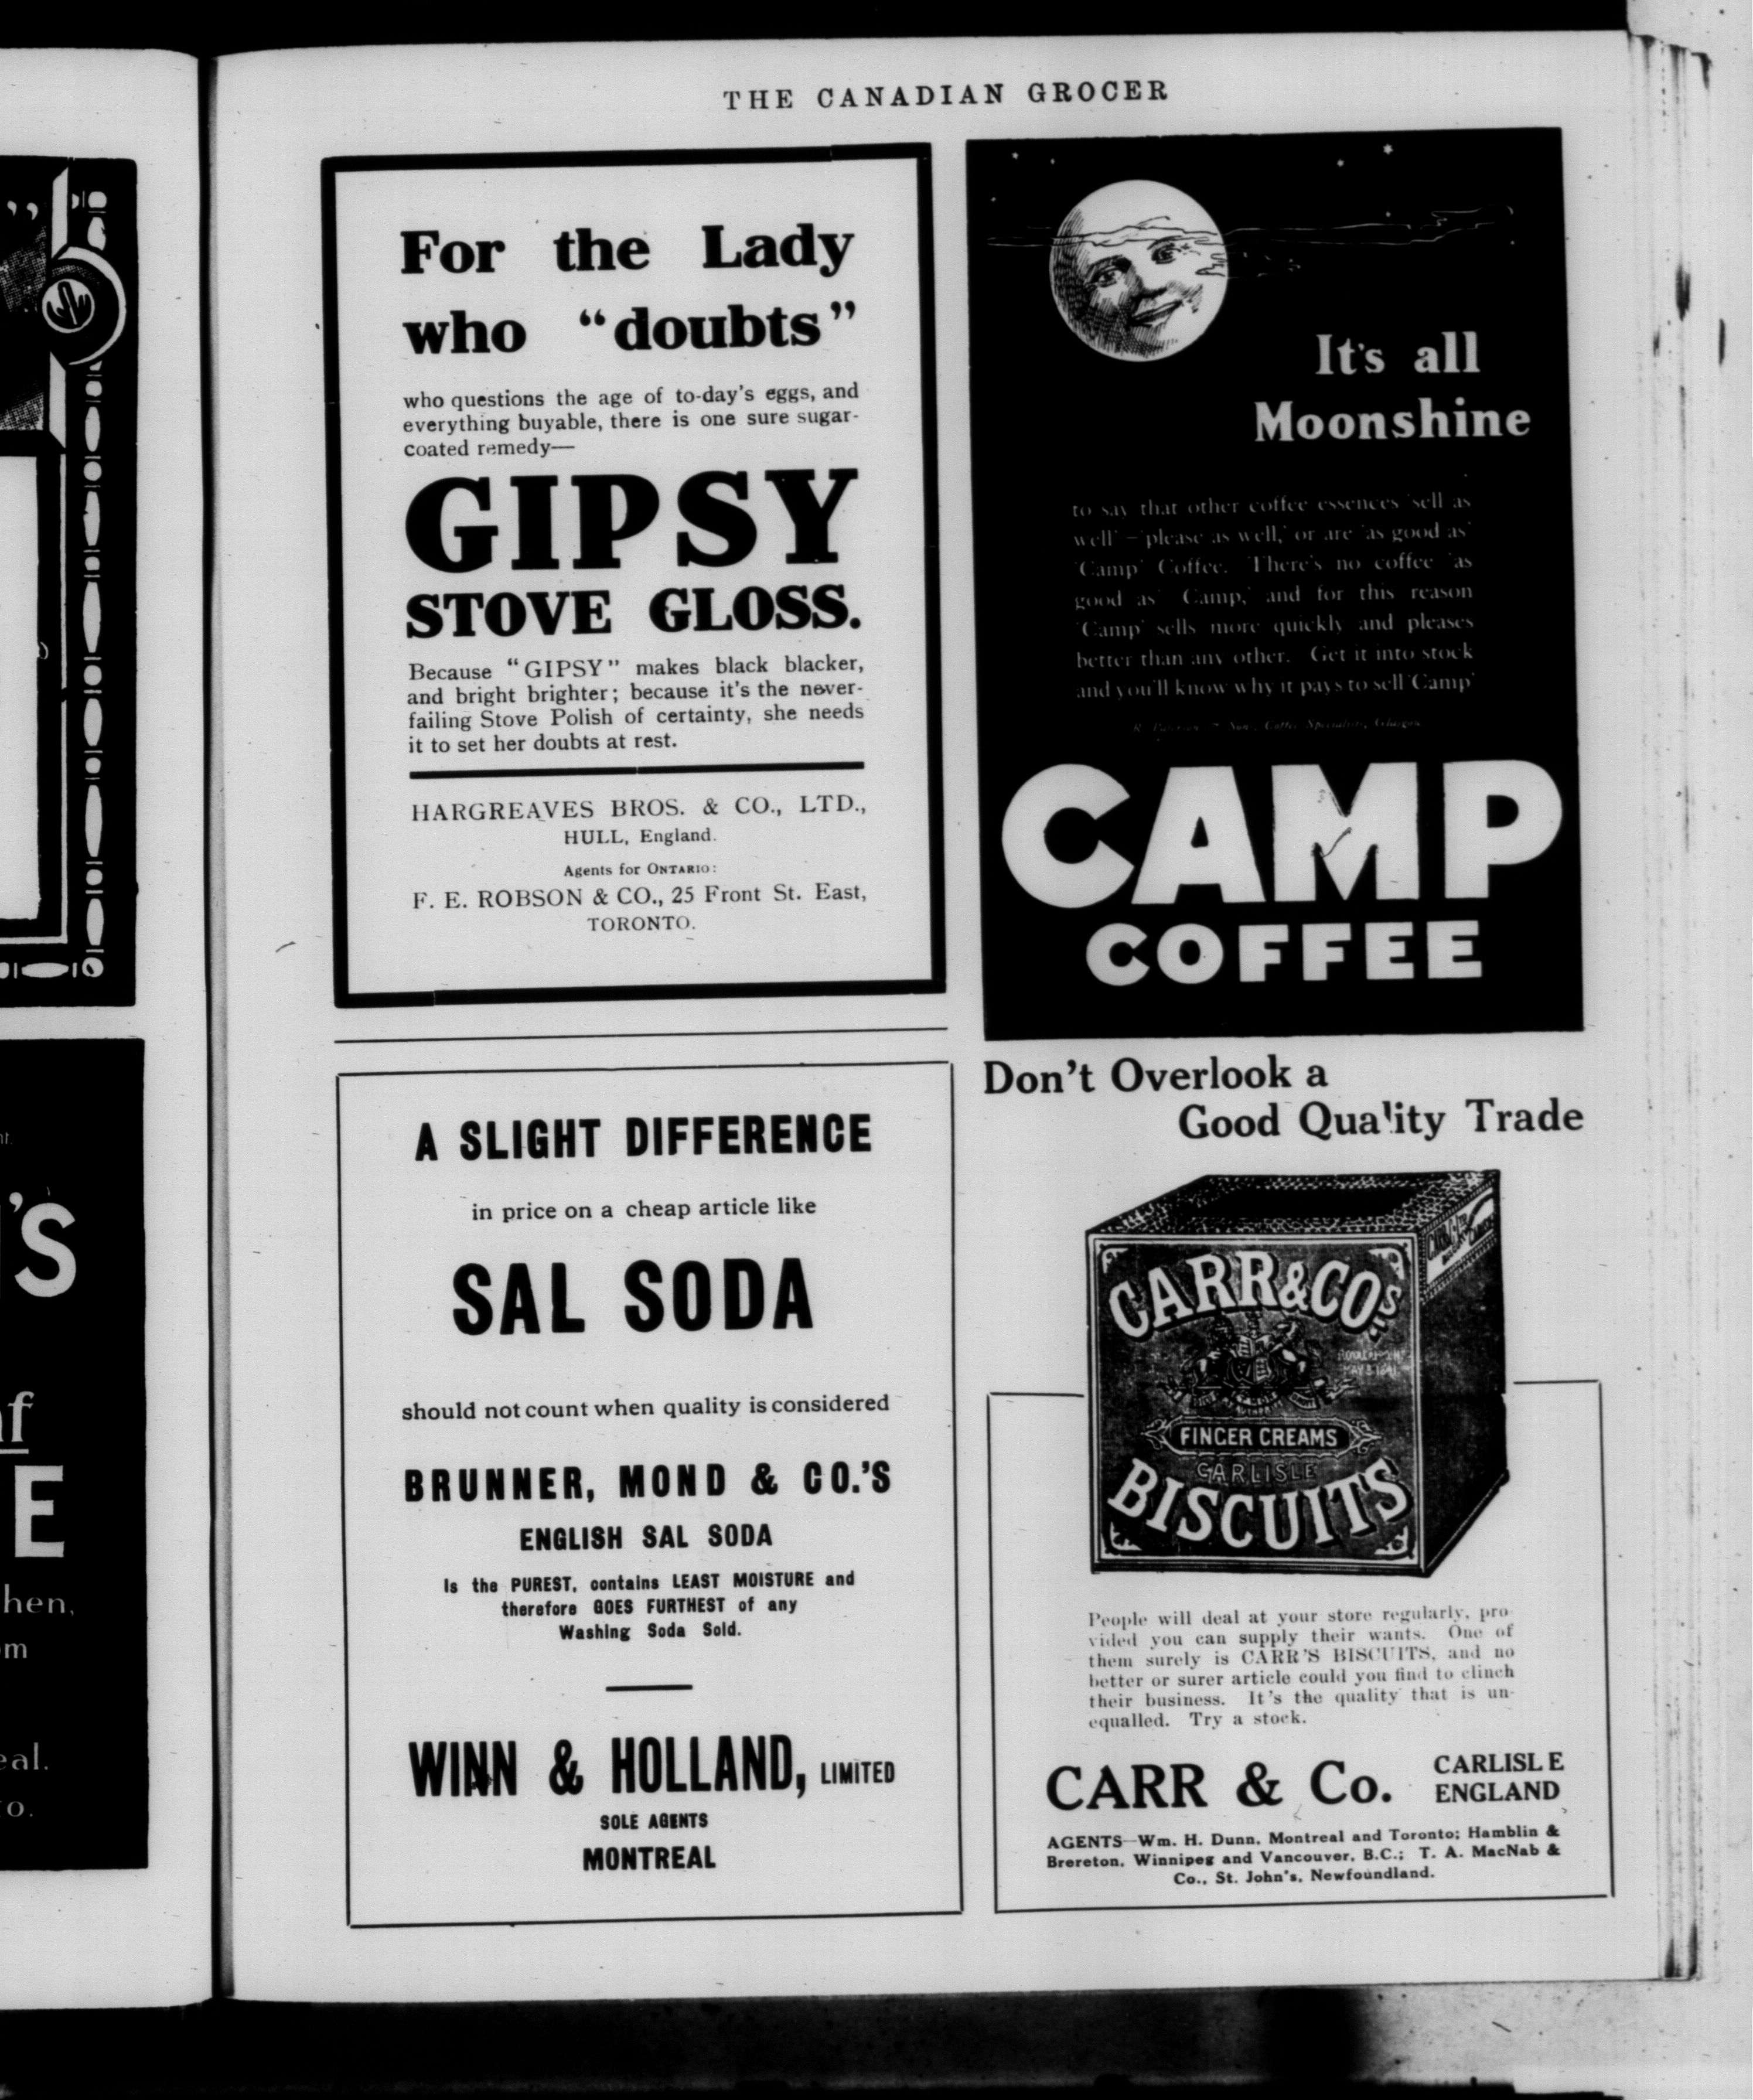 THE CANADIAN GROCER
For the Lady
who "doubts"
who questions the age of to-day's eggs, and
everything buyable, there is one sure sugar-
coated remedy—
GIPSY
STOVE GLOSS.
Because "GIPSY" makes black blacker,
and bright brighter; because it's the never-
failing Stove Polish of certainty, she needs
it to set her doubts at rest.
HARGREAVES BROS. & CO., LTD.,
HULL, England.
Agents for ONTARIO:
F. E. ROBSON & CO., 25 Front St. East,
TORONTO.
It's all
Moonshine
to say that other coffee essences 'sell as
well'—'please as well,' or are 'as good as'
'Camp' Coffee. There's no coffee 'as
good as' 'Camp,' and for this reason
'Camp' sells more quickly and pleases
better than any other. Get it into stock
and you'll know why it pays to sell 'Camp'
R. Paterson & Sons, Coffee Specialists, Glasgow
CAMP
COFFEE
A SLIGHT DIFFERENCE
in price on a cheap article like
SAL SODA
should not count when quality is considered
BRUNNER, MOND & CO.'S
ENGLISH SAL SODA
Is the PUREST, contains LEAST MOISTURE and
therefore GOES FURTHEST of any
Washing Soda Sold.
WINN & HOLLAND, LIMITED
SOLE AGENTS
MONTREAL
Don't Overlook a
Good Quality Trade
CARR & CO'S
FINGER CREAMS
CARLISLE
BISCUITS
People will deal at your store regularly, pro-
vided you can supply their wants. One of
them surely is CARR'S BISCUITS, and no
better or surer article could you find to clinch
their business. It's the quality that is un-
equalled. Try a stock.
CARR & Co. CARLISLE
ENGLAND
AGENTS—Wm. H. Dunn, Montreal and Toronto; Hamblin &
Brereton, Winnipeg and Vancouver, B.C.; T. A. MacNab &
Co., St. John's, Newfoundland.